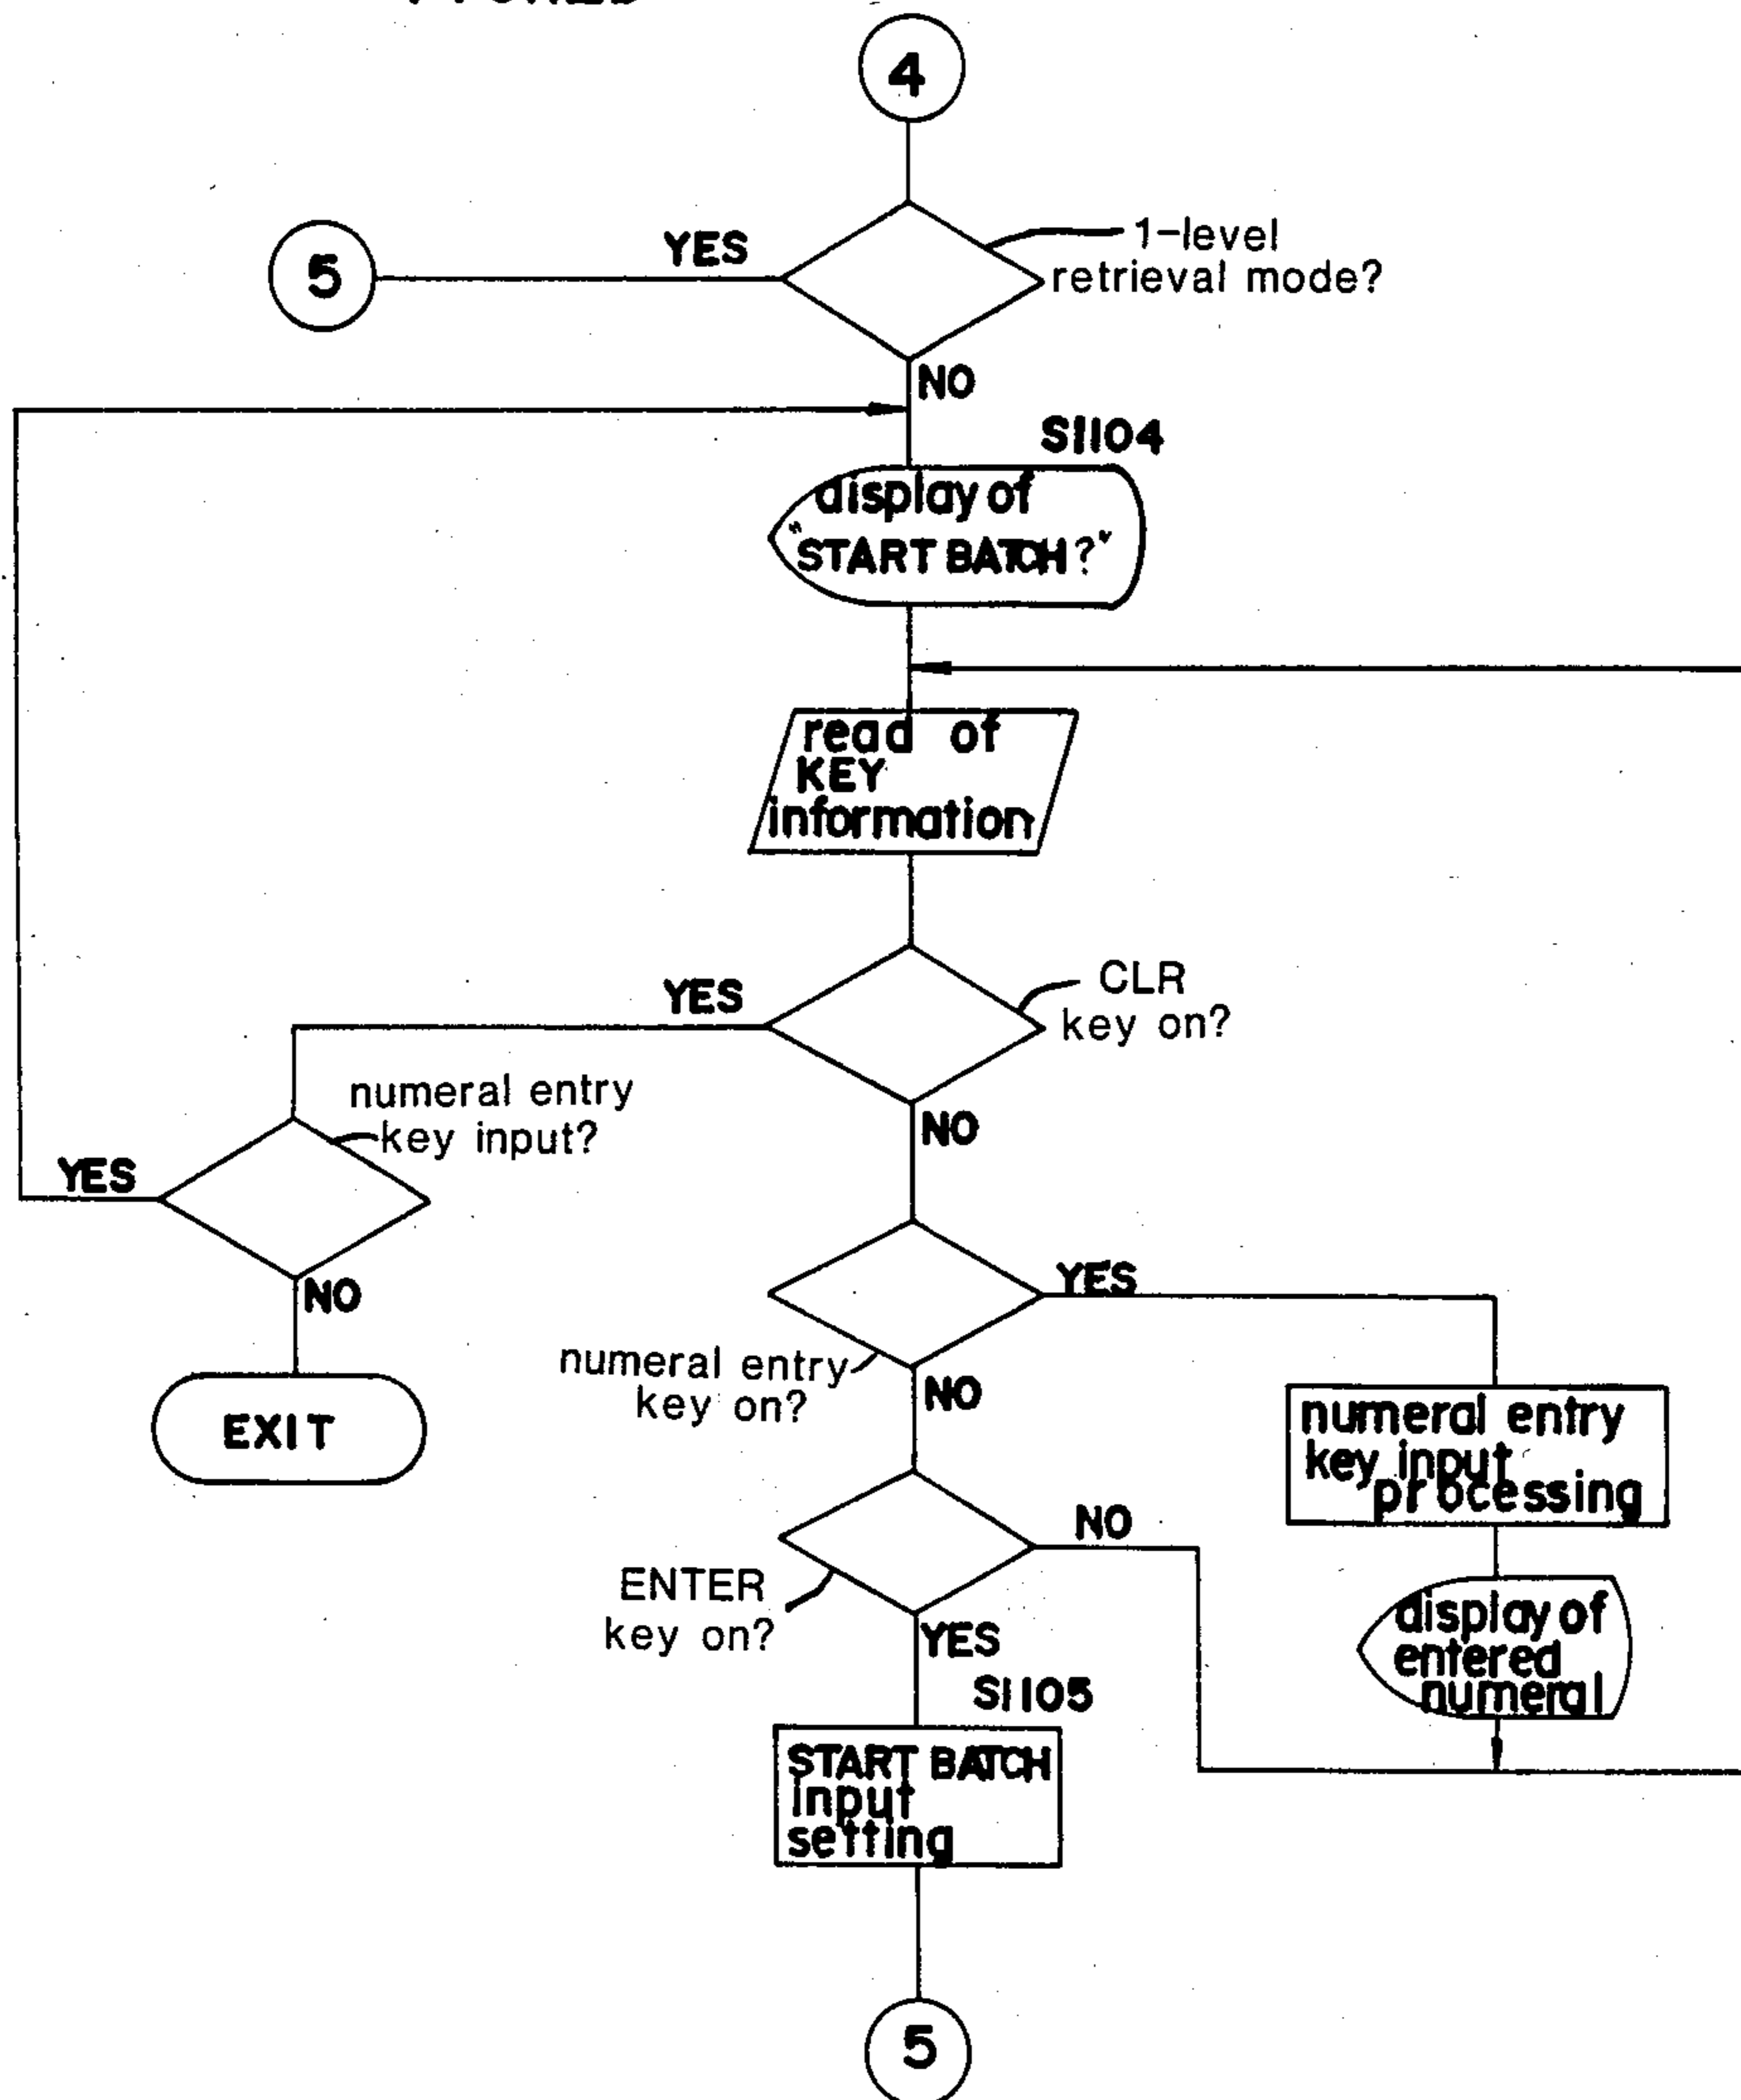 4
YES
1-level
5
retrieval mode?
NO
S1104
display of
"START BATCH?"
read of
KEY
information
YES
CLR
key on?
numeral entry
key input?
NO
YES
NO
YES
numeral entry
key on?
NO
EXIT
numeral entry
key input
processing
NO
ENTER
key on?
display of
entered
numeral
YES
S1105
START BATCH
input
setting
5